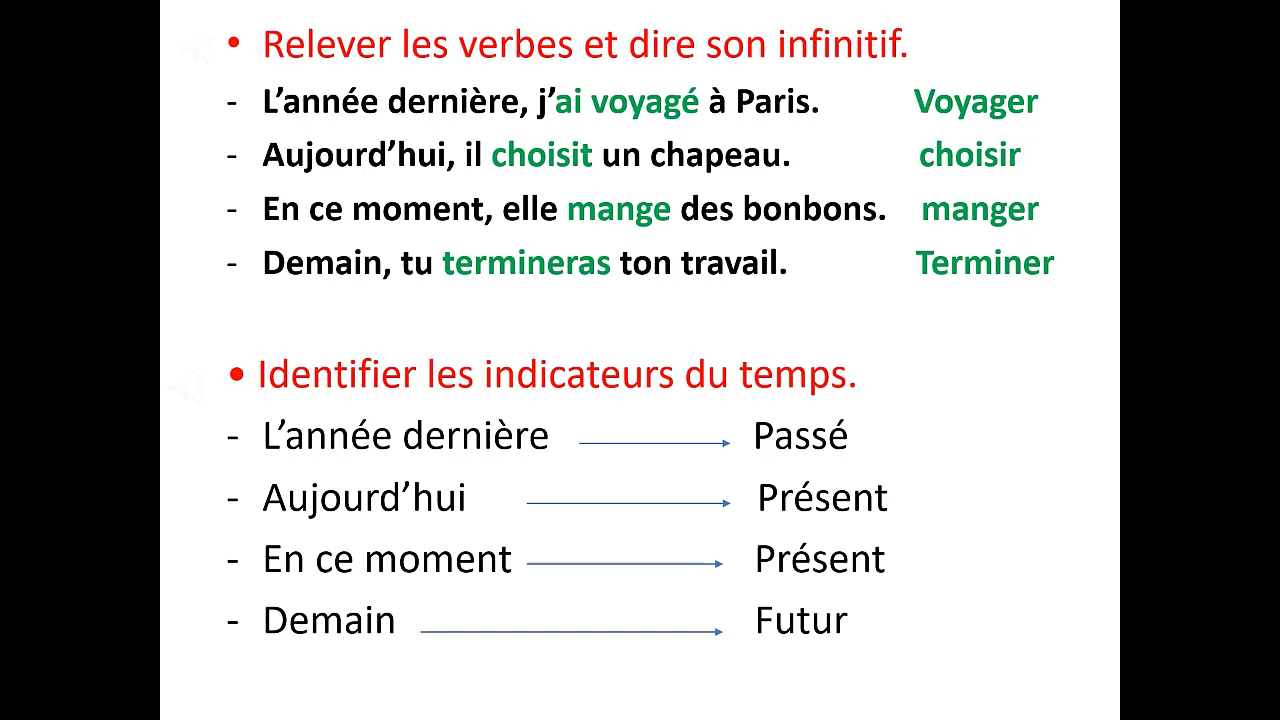 • Relever les verbes et dire son infinitif.
- L’année dernière, j’ai voyagé à Paris. Voyager
- Aujourd’hui, il choisit un chapeau. choisir
- En ce moment, elle mange des bonbons. manger
- Demain, tu termineras ton travail. Terminer
• Identifier les indicateurs du temps.
- L’année dernière Passé
- Aujourd’hui Présent
- En ce moment Présent
- Demain Futur